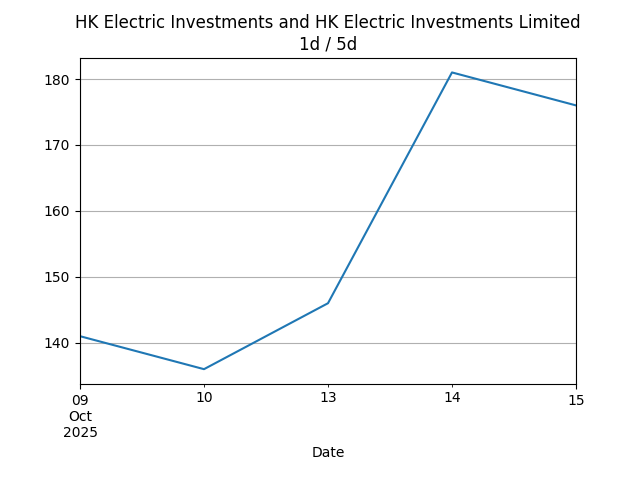 HK Electric Investments and HK Electric Investments Limited
1d / 5d
180
170
160
150
140
09
Oct
2025
10
13
14
15
Date